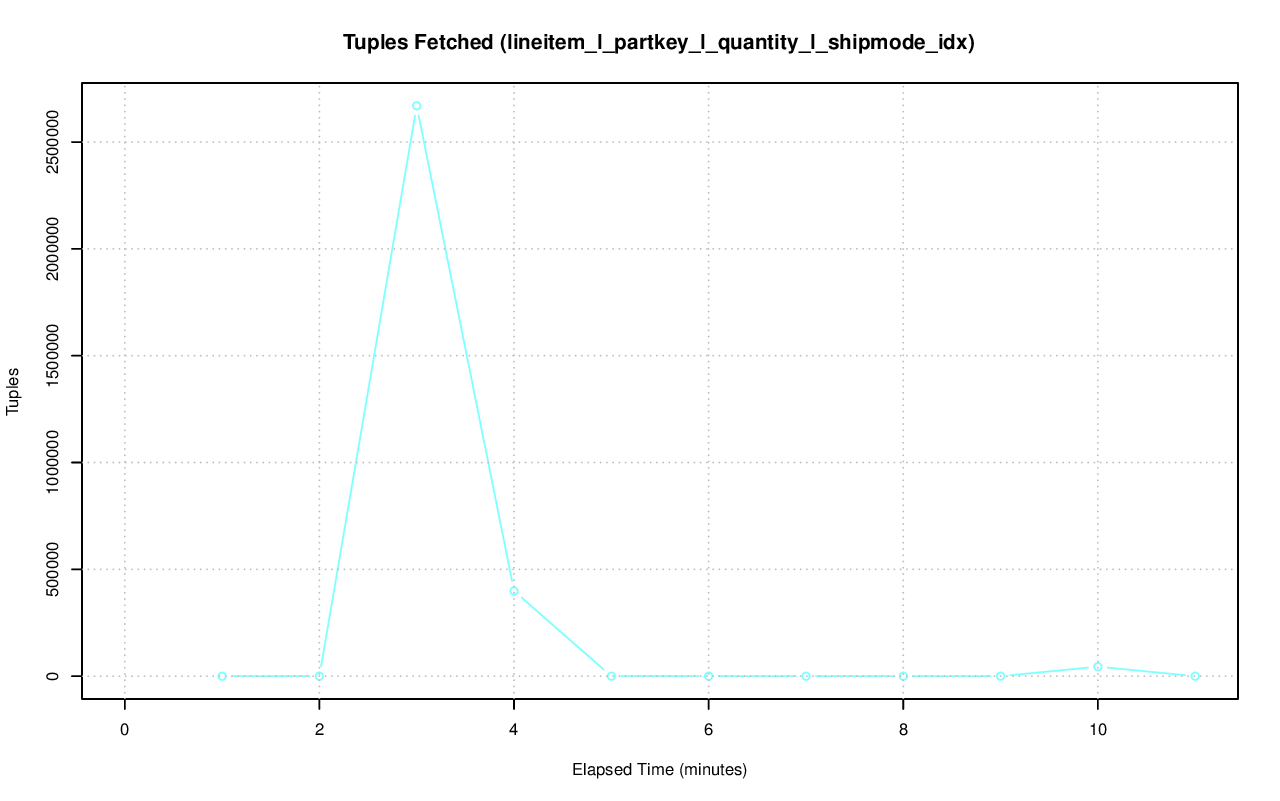 Tuples Fetched (lineitem_l_partkey_l_quantity_l_shipmode_idx)
Tuples
2500000
2000000
1500000
1000000
500000
0
0 2 4 6 8 10
Elapsed Time (minutes)